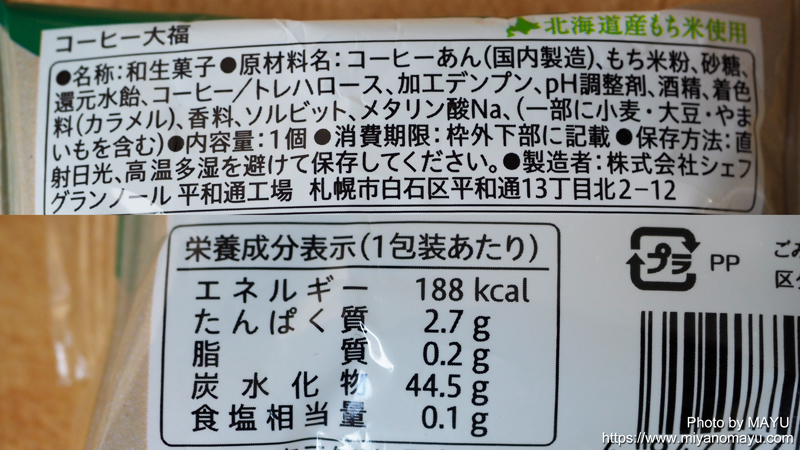 コーヒー大福
北海道産もち米使用
●名称:和生菓子●原材料名:コーヒーあん(国内製造)、もち米粉、砂糖、
還元水飴、コーヒー/トレハロース、加工デンプン、pH調整剤、酒精、着色
料(カラメル)、香料、ソルビット、メタリン酸Na、(一部に小麦・大豆・やま
いもを含む)●内容量:1個●消費期限:枠外下部に記載●保存方法:直
射日光、高温多湿を避けて保存してください。●製造者:株式会社シェフ
グランノール 平和通工場 札幌市白石区平和通13丁目北2-12
栄養成分表示(1包装あたり)
エネルギー 188 kcal
たんぱく質 2.7 g
脂質 0.2 g
炭水化物 44.5 g
食塩相当量 0.1 g
プラ PP
ごみ
区分
Photo by MAYU
https://www.miyanomayu.com/